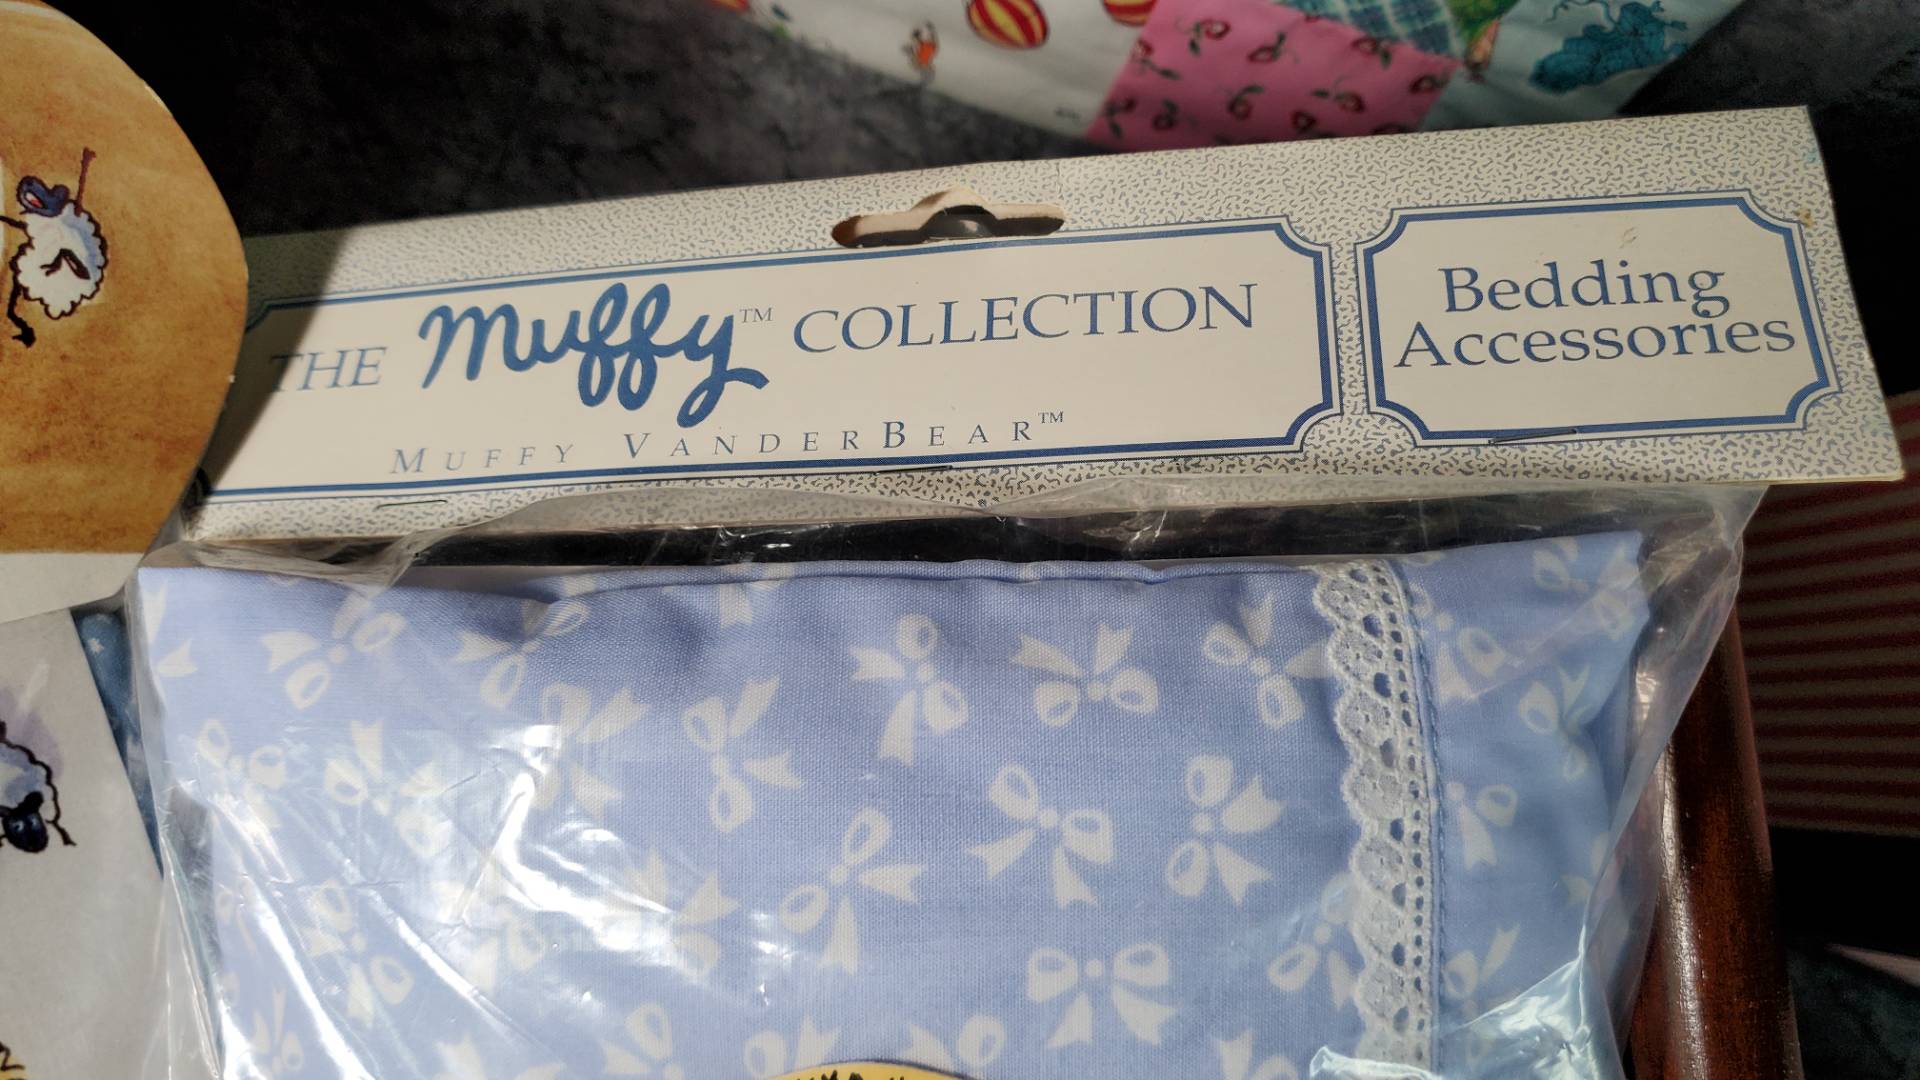 THE Muffy™ COLLECTION
MUFFY VANDERBEAR™
Bedding
Accessories